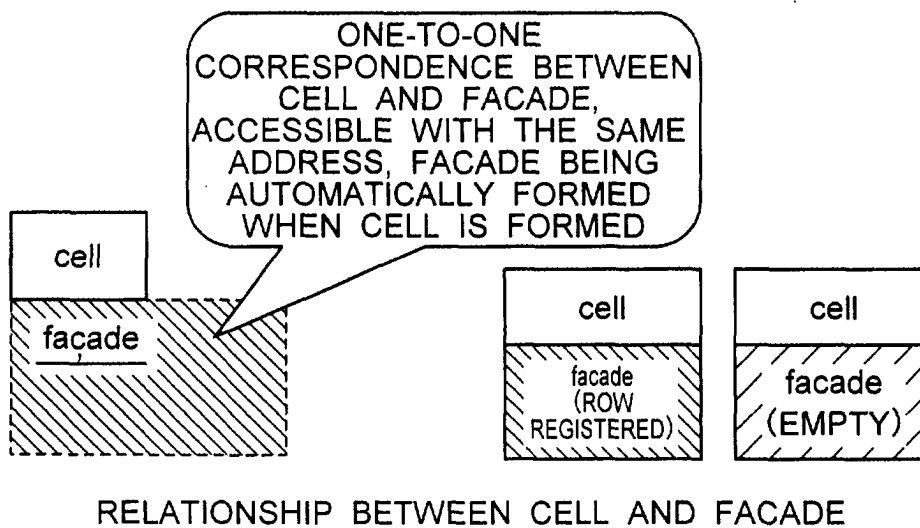 ONE-TO-ONE
CORRESPONDENCE BETWEEN
CELL AND FACADE,
ACCESSIBLE WITH THE SAME
ADDRESS, FACADE BEING
AUTOMATICALLY FORMED
WHEN CELL IS FORMED
cell
façade
cell
facade
(ROW
REGISTERED)
cell
facade
(EMPTY)
RELATIONSHIP BETWEEN CELL AND FACADE